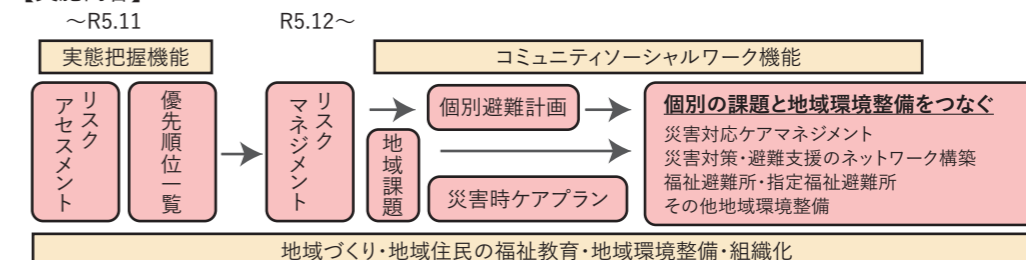 ～R5.11
R5.12～
実態把握機能
コミュニティソーシャルワーク機能
リスク
アセスメント
優先順位一覧
リスク
マネジメント
地域課題
個別避難計画
災害時ケアプラン
個別の課題と地域環境整備をつなぐ
災害対応ケアマネジメント
災害対策・避難支援のネットワーク構築
福祉避難所・指定福祉避難所
その他地域環境整備
地域づくり・地域住民の福祉教育・地域環境整備・組織化